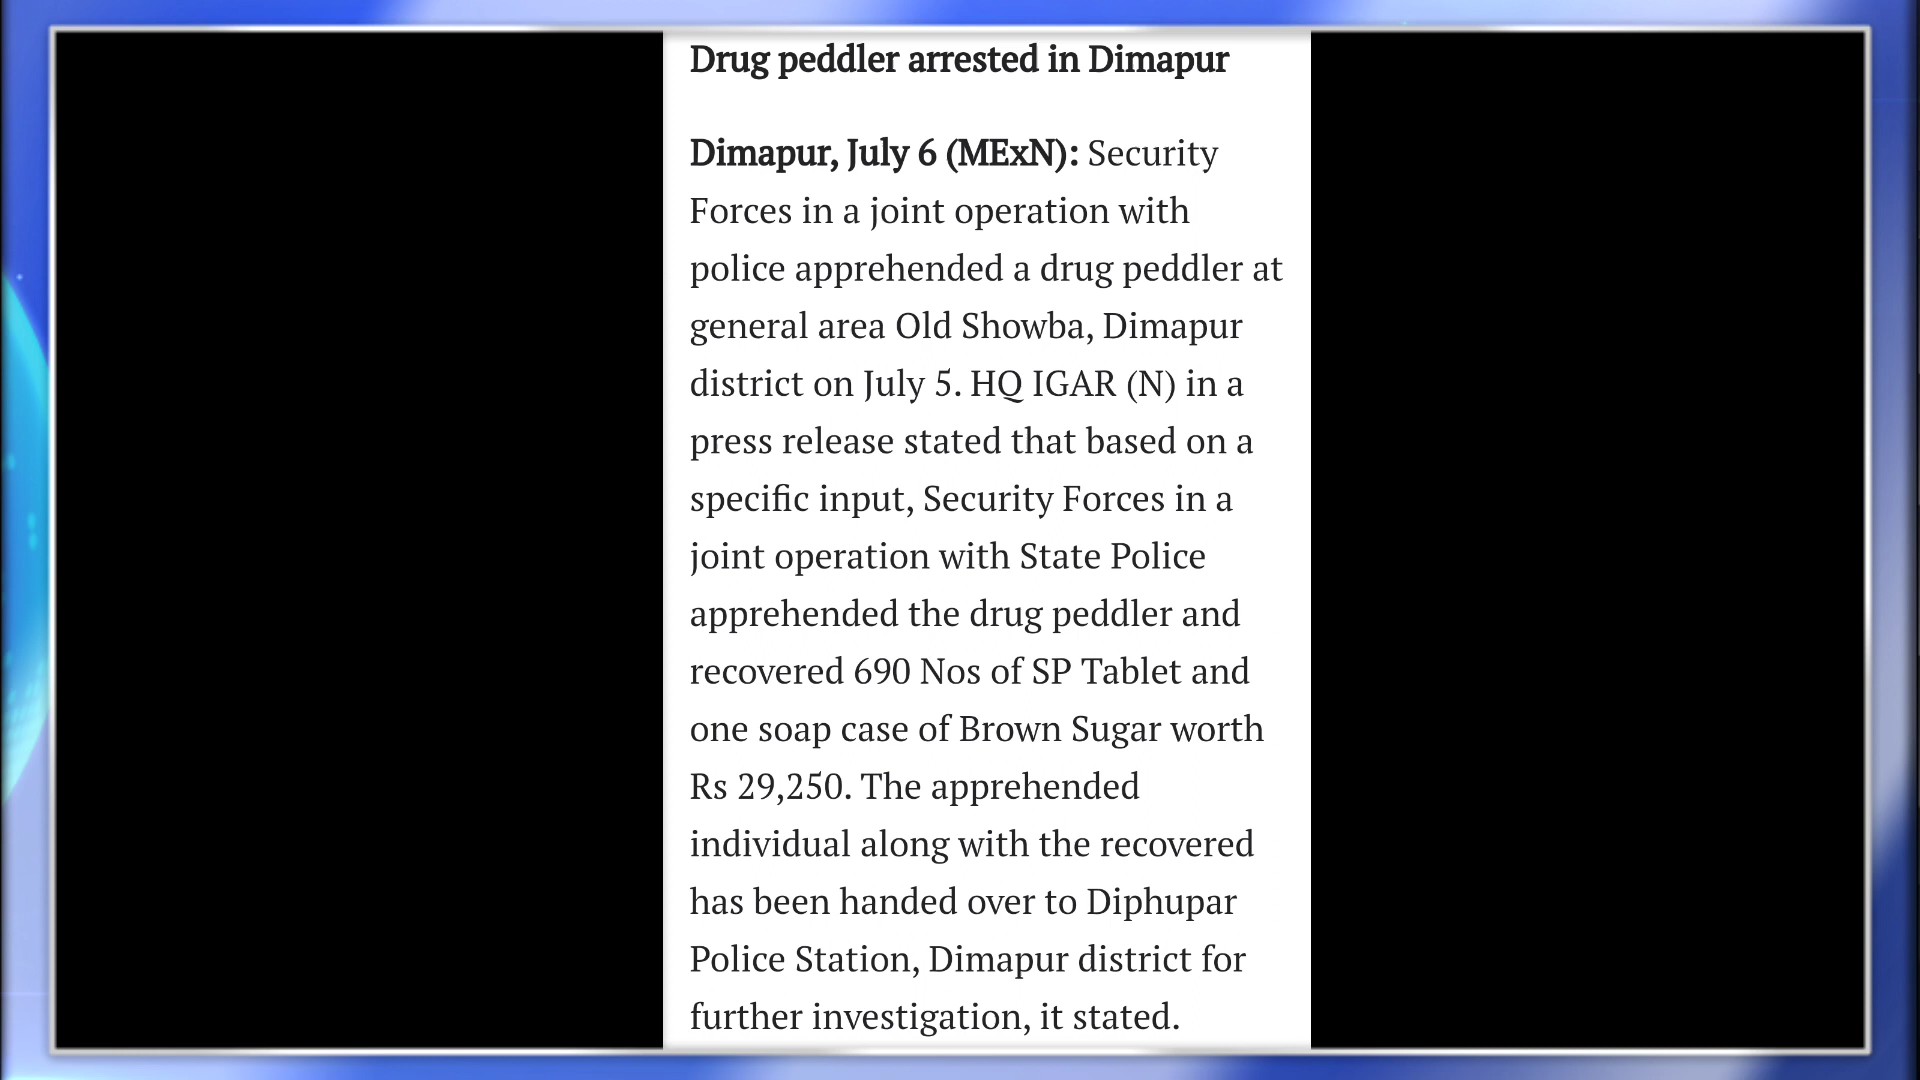 Drug peddler arrested in Dimapur
Dimapur, July 6 (MExN): Security
Forces in a joint operation with
police apprehended a drug peddler at
general area Old Showba, Dimapur
district on July 5. HQ IGAR (N) in a
press release stated that based on a
specific input, Security Forces in a
joint operation with State Police
apprehended the drug peddler and
recovered 690 Nos of SP Tablet and
one soap case of Brown Sugar worth
Rs 29,250. The apprehended
individual along with the recovered
has been handed over to Diphupar
Police Station, Dimapur district for
further investigation, it stated.